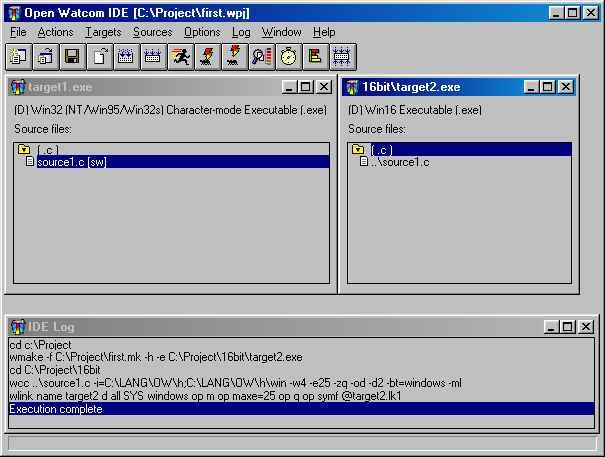 Open Watcom IDE [C:\Project\first.wpj]
File Actions Targets Sources Options Log Window Help
target1.exe
(D) Win32 (NT/Win95/Win32s) Character-mode Executable (.exe)
Source files:
( .c )
source1.c [sw]
16bit\target2.exe
(D) Win16 Executable (.exe)
Source files:
( .c )
..\source1.c
IDE Log
cd c:\Project
wmake -f C:\Project\first.mk -h -e C:\Project\16bit\target2.exe
cd C:\Project\16bit
wcc ..\source1.c -i=C:\LANG\OW\h;C:\LANG\OW\h\win -w4 -e25 -zq -od -d2 -bt=windows -ml
wlink name target2 d all SYS windows op m op maxe=25 op q op symf @target2.lk1
Execution complete